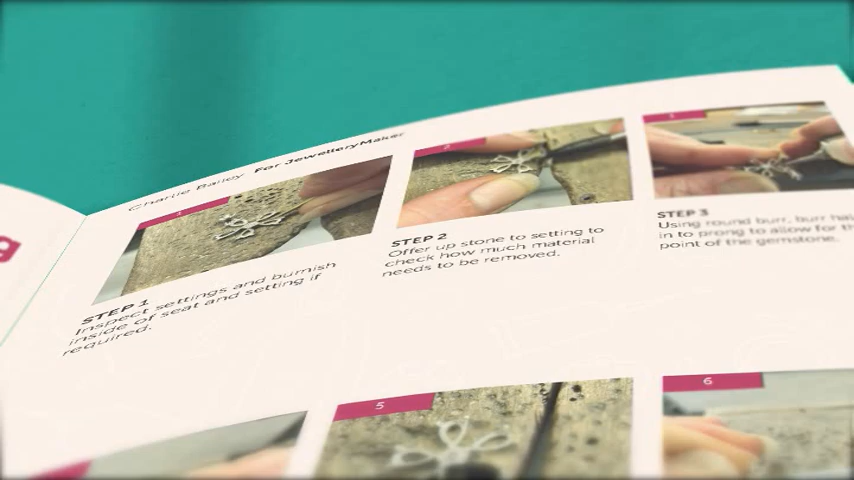 Charlie Bailey For JewelleryMaker
1
2
STEP 1
Inspect settings and burnish
inside of seat and setting if
required.
STEP 2
Offer up stone to setting to
check how much material
needs to be removed.
STEP 3
Using round burr, burr
in to prong to allow for
point of the gemstone.
5
6